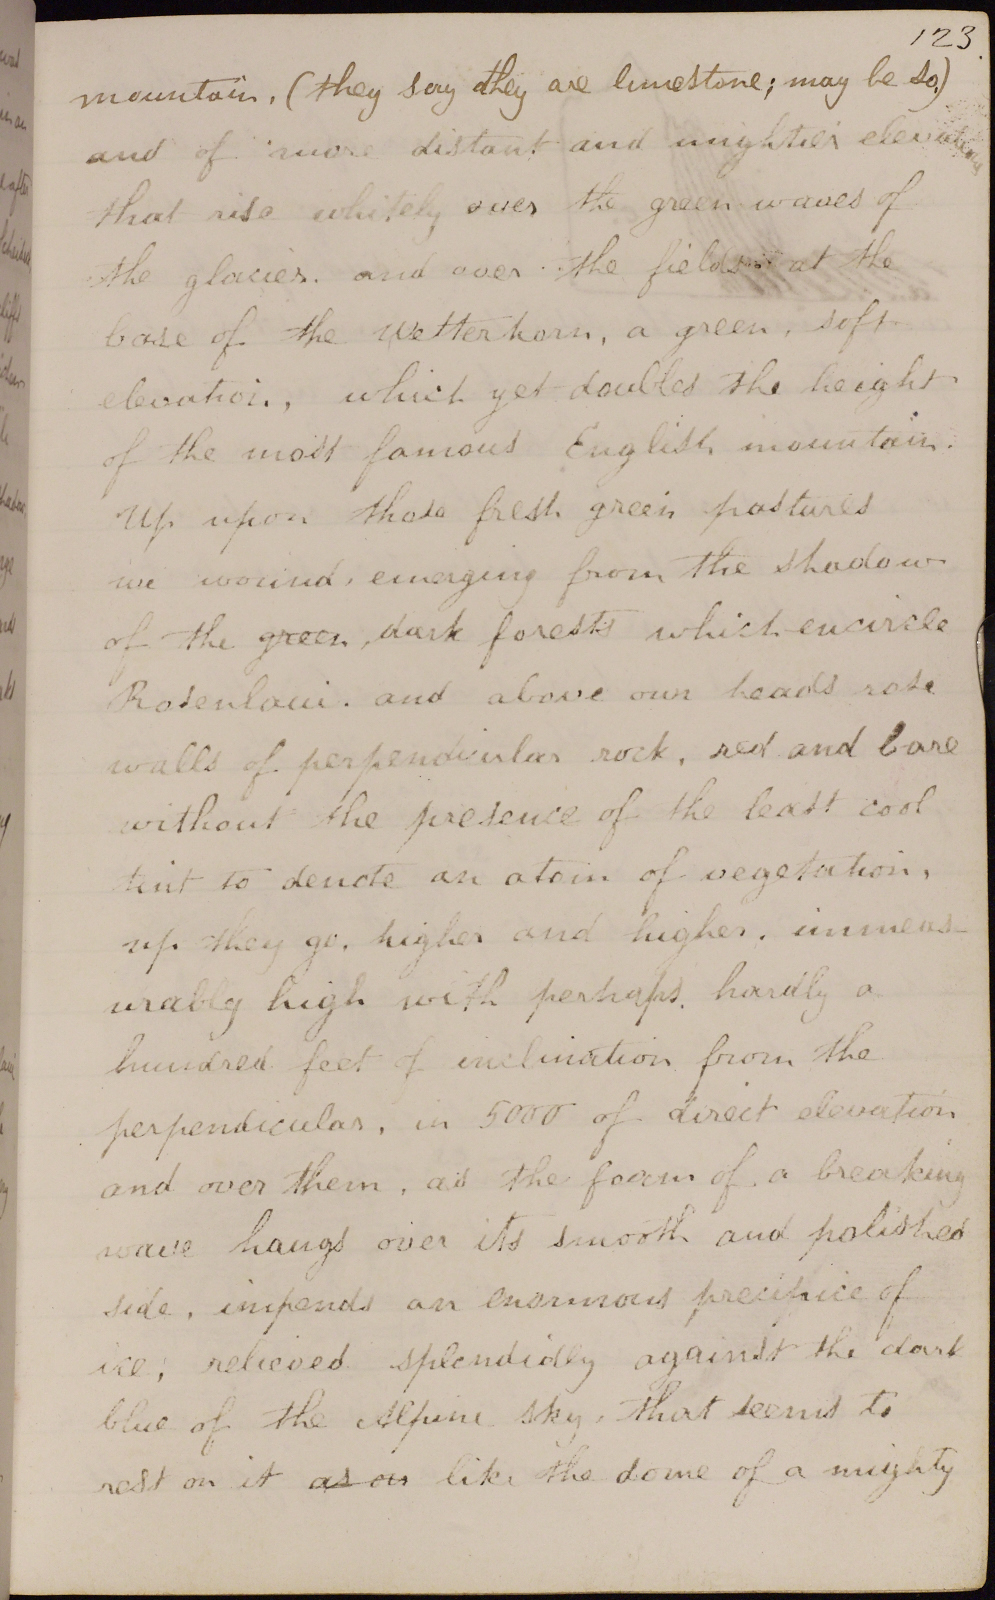 123
mountain. (they say they are limestone; may be so.)
and of more distant and mightier elevations
that rise whitely over the green waves of
the glacier. and over the fields at the
base of the Wetterhorn, a green, soft
elevation, which yet doubles the height
of the most famous English mountain.
Up upon those fresh green pastures
we wound, emerging from the shadow
of the green, dark forests which encircle
Rosenlaui. and above our heads rose
walls of perpendicular rock, red and bare
without the presence of the least cool
tint to denote an atom of vegetation,
up they go, higher and higher, immeas-
urably high with perhaps, hardly a
hundred feet of inclination from the
perpendicular, in 5000 of direct elevation
and over them, as the foam of a breaking
wave hangs over its smooth and polished
side, impends an enormous precipice of
ice; relieved splendidly against the dark
blue of the Alpine sky, that seems to
rest on it as on like the dome of a mighty